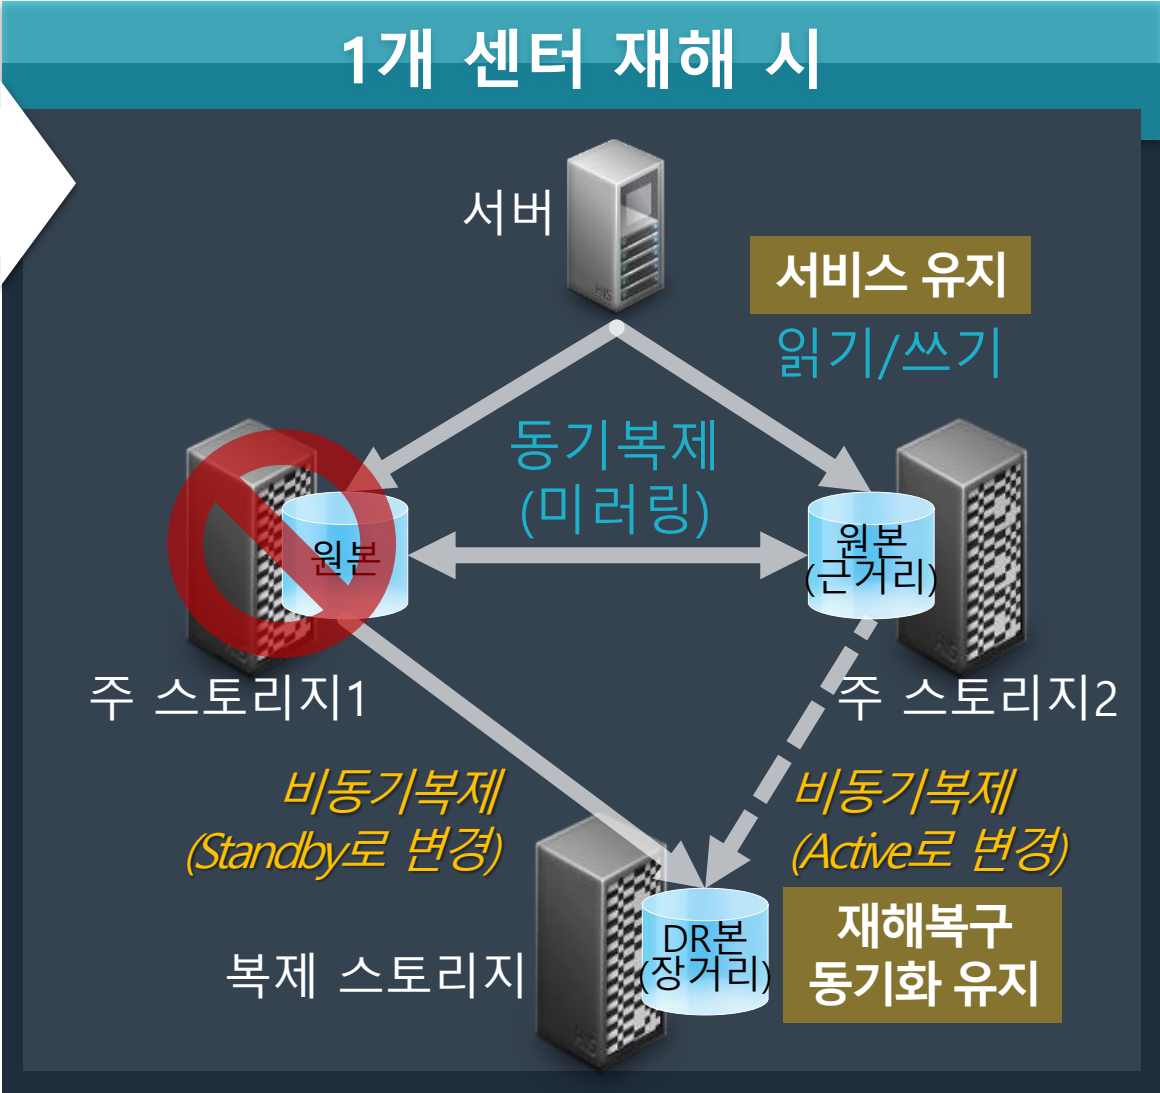 1개 센터 재해 시
서버
HIS
서비스 유지
읽기/쓰기
동기복제
(미러링)
원본
원본
(근거리)
HIS
HIS
주 스토리지1
주 스토리지2
비동기복제
(Standby로 변경)
비동기복제
(Active로 변경)
복제 스토리지
DR본
(장거리)
재해복구
동기화 유지
HIS